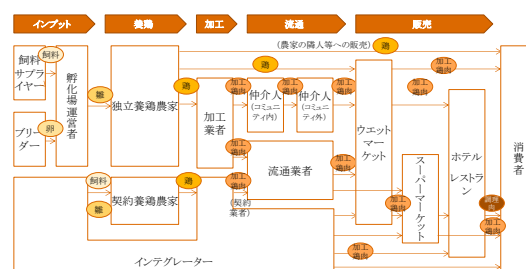 インプット
養鶏
加工
流通
販売
(農家の隣人等への販売)
鶏
飼料
鶏
加工
鶏肉
飼料
サプラ
イヤー
孵化場運営者
雛
独立養鶏農家
鶏
加工
鶏肉
加工
鶏肉
加工
鶏肉
加工
鶏肉
仲介人
(コミュニ
ティ内)
仲介人
(コミュニ
ティ外)
加工
業者
卵
ブリー
ダー
ウエット
マーケット
ホテル
レストラ
ン
消費者
加工
鶏肉
流通業者
加工
鶏肉
スーパーマーケット
飼料
鶏
加工
鶏肉
雛
契約養鶏農家
(契約
業者)
加工
鶏肉
調理
肉
加工
鶏肉
加工
鶏肉
インテグレーター